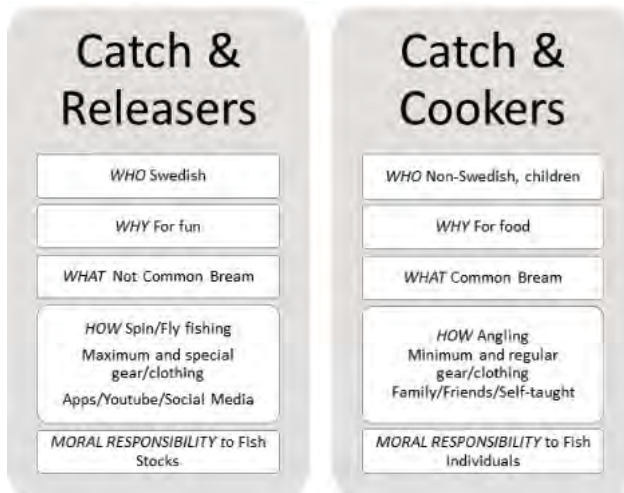 Catch &
Releasers
WHO Swedish
WHY For fun
WHAT Not Common Bream
HOW Spin/Fly fishing
Maximum and special
gear/clothing
Apps/Youtube/Social Media
MORAL RESPONSIBILITY to Fish
Stocks
Catch &
Cookers
WHO Non-Swedish, children
WHY For food
WHAT Common Bream
HOW Angling
Minimum and regular
gear/clothing
Family/Friends/Self-taught
MORAL RESPONSIBILITY to Fish
Individuals